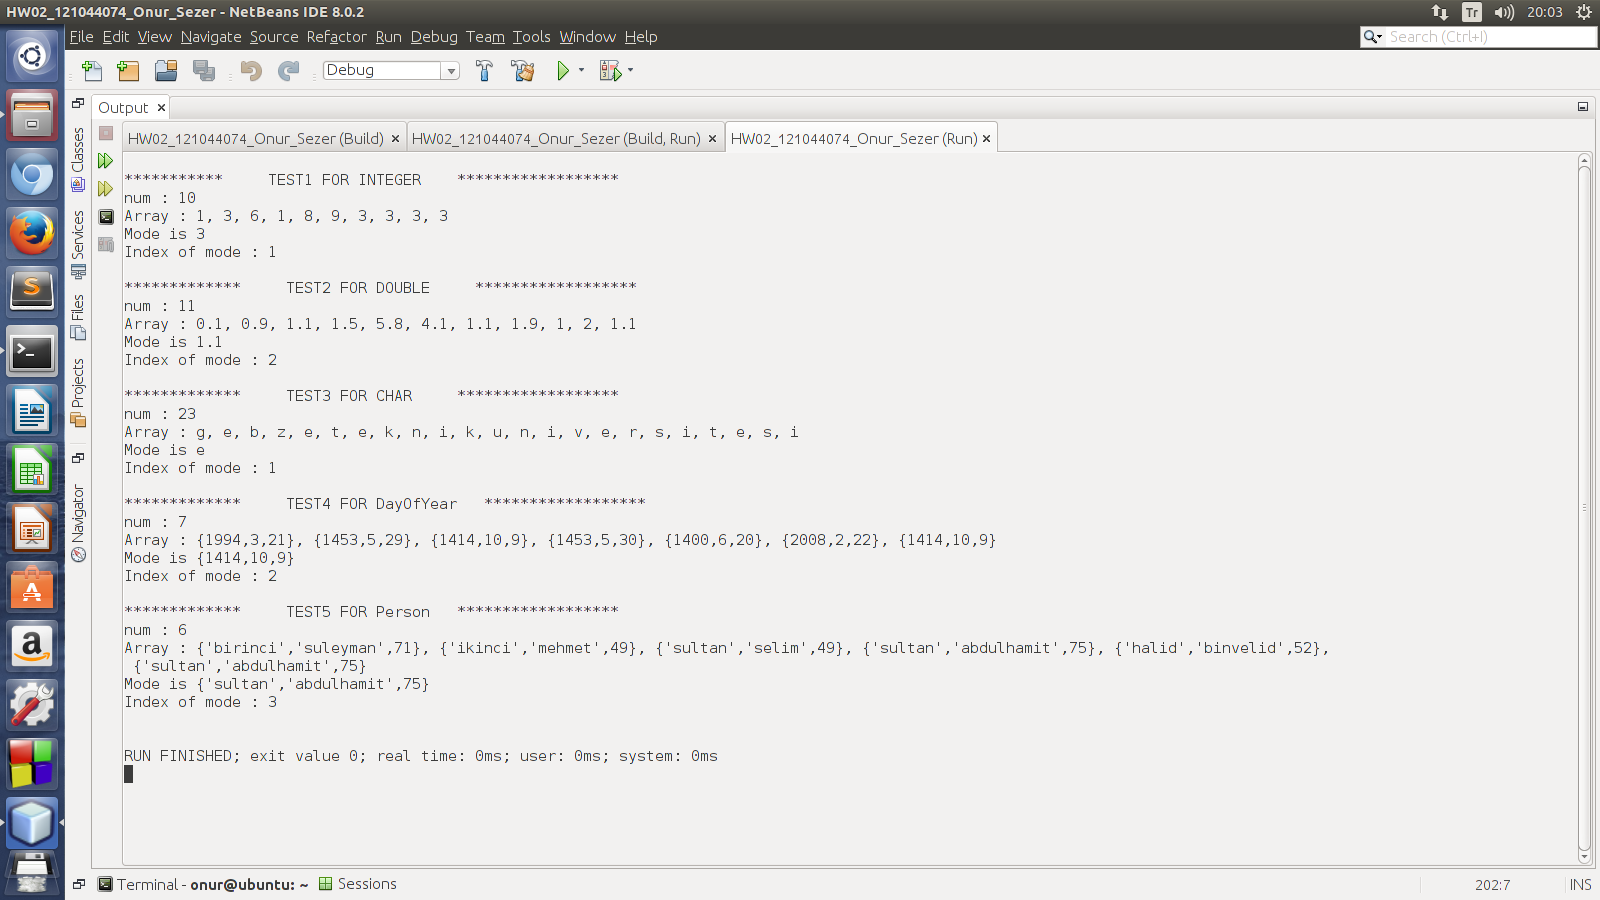 HW02_121044074_Onur_Sezer - NetBeans IDE 8.0.2
Tr
20:03
File Edit View Navigate Source Refactor Run Debug Team Tools Window Help
Search (Ctrl+I)
Debug
Output
HW02_121044074_Onur_Sezer (Build)
HW02_121044074_Onur_Sezer (Build, Run)
HW02_121044074_Onur_Sezer (Run)
Classes
Services
Files
Projects
Navigator
*********** TEST1 FOR INTEGER ******************
num : 10
Array : 1, 3, 6, 1, 8, 9, 3, 3, 3, 3
Mode is 3
Index of mode : 1
************* TEST2 FOR DOUBLE ******************
num : 11
Array : 0.1, 0.9, 1.1, 1.5, 5.8, 4.1, 1.1, 1.9, 1, 2, 1.1
Mode is 1.1
Index of mode : 2
************* TEST3 FOR CHAR ******************
num : 23
Array : g, e, b, z, e, t, e, k, n, i, k, u, n, i, v, e, r, s, i, t, e, s, i
Mode is e
Index of mode : 1
************* TEST4 FOR DayOfYear ******************
num : 7
Array : {1994,3,21}, {1453,5,29}, {1414,10,9}, {1453,5,30}, {1400,6,20}, {2008,2,22}, {1414,10,9}
Mode is {1414,10,9}
Index of mode : 2
************* TEST5 FOR Person ******************
num : 6
Array : {'birinci','suleyman',71}, {'ikinci','mehmet',49}, {'sultan','selim',49}, {'sultan','abdulhamit',75}, {'halid','binvelid',52},
{'sultan','abdulhamit',75}
Mode is {'sultan','abdulhamit',75}
Index of mode : 3
RUN FINISHED; exit value 0; real time: 0ms; user: 0ms; system: 0ms
Terminal - onur@ubuntu: ~
Sessions
202:7
INS